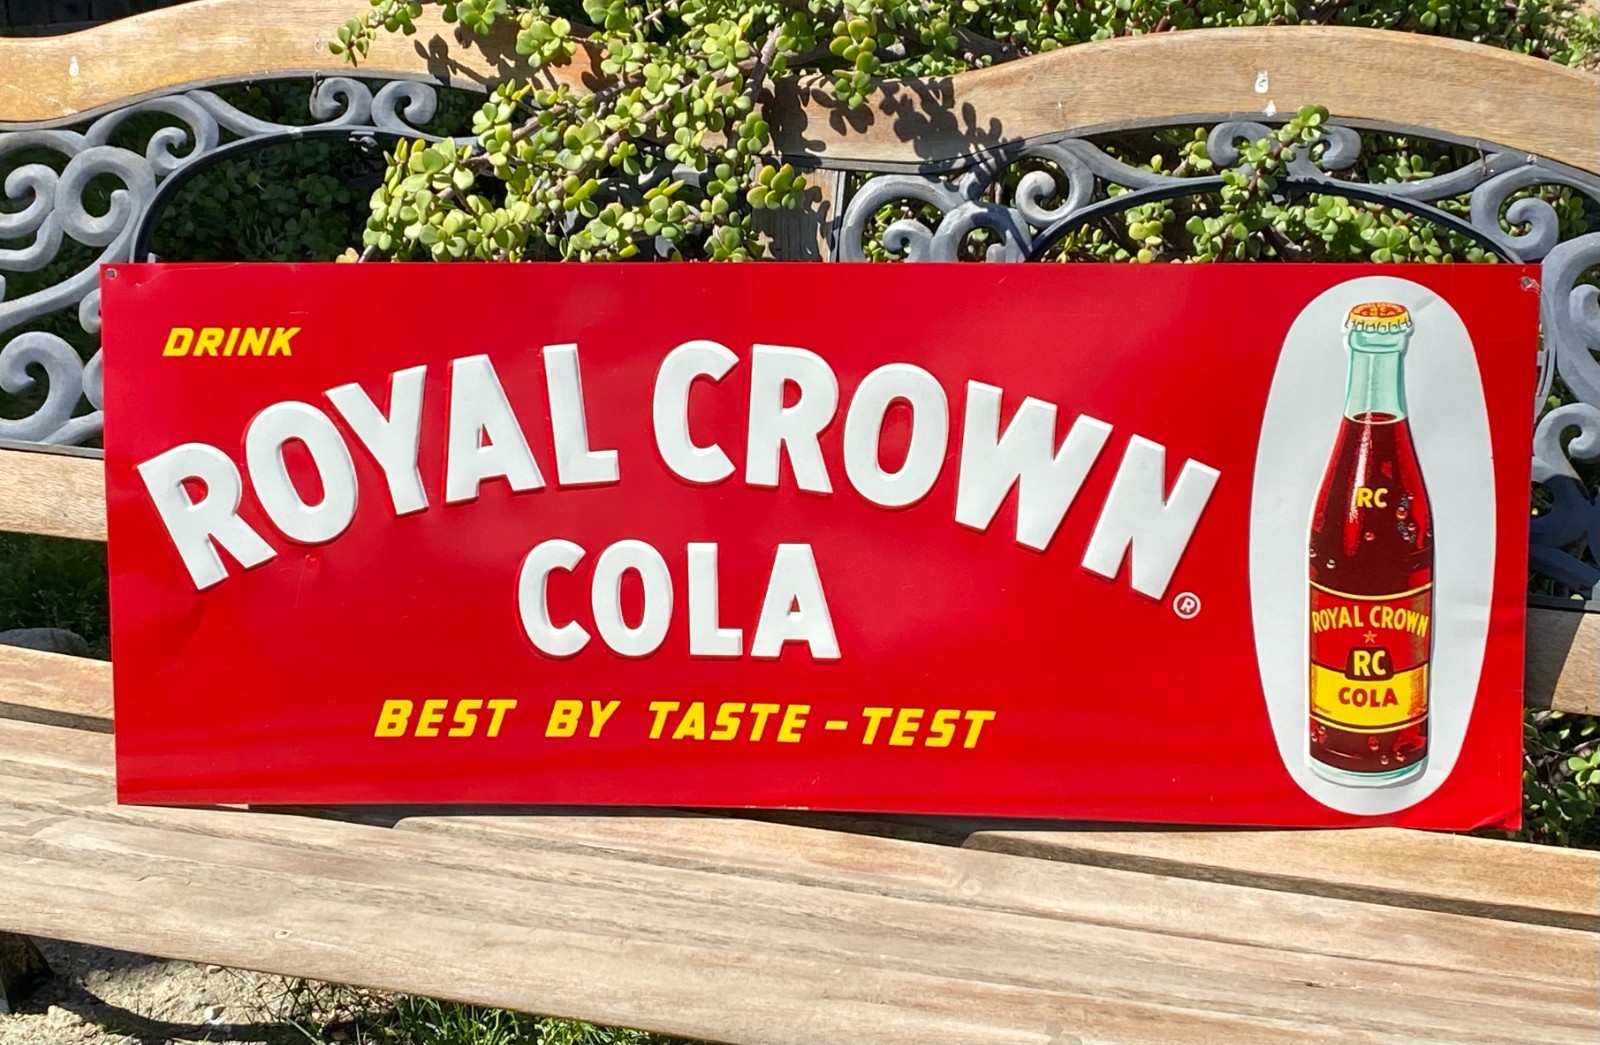 DRINK
ROYAL CROWN
COLA
®
BEST BY TASTE-TEST
RC
ROYAL CROWN
RC
COLA